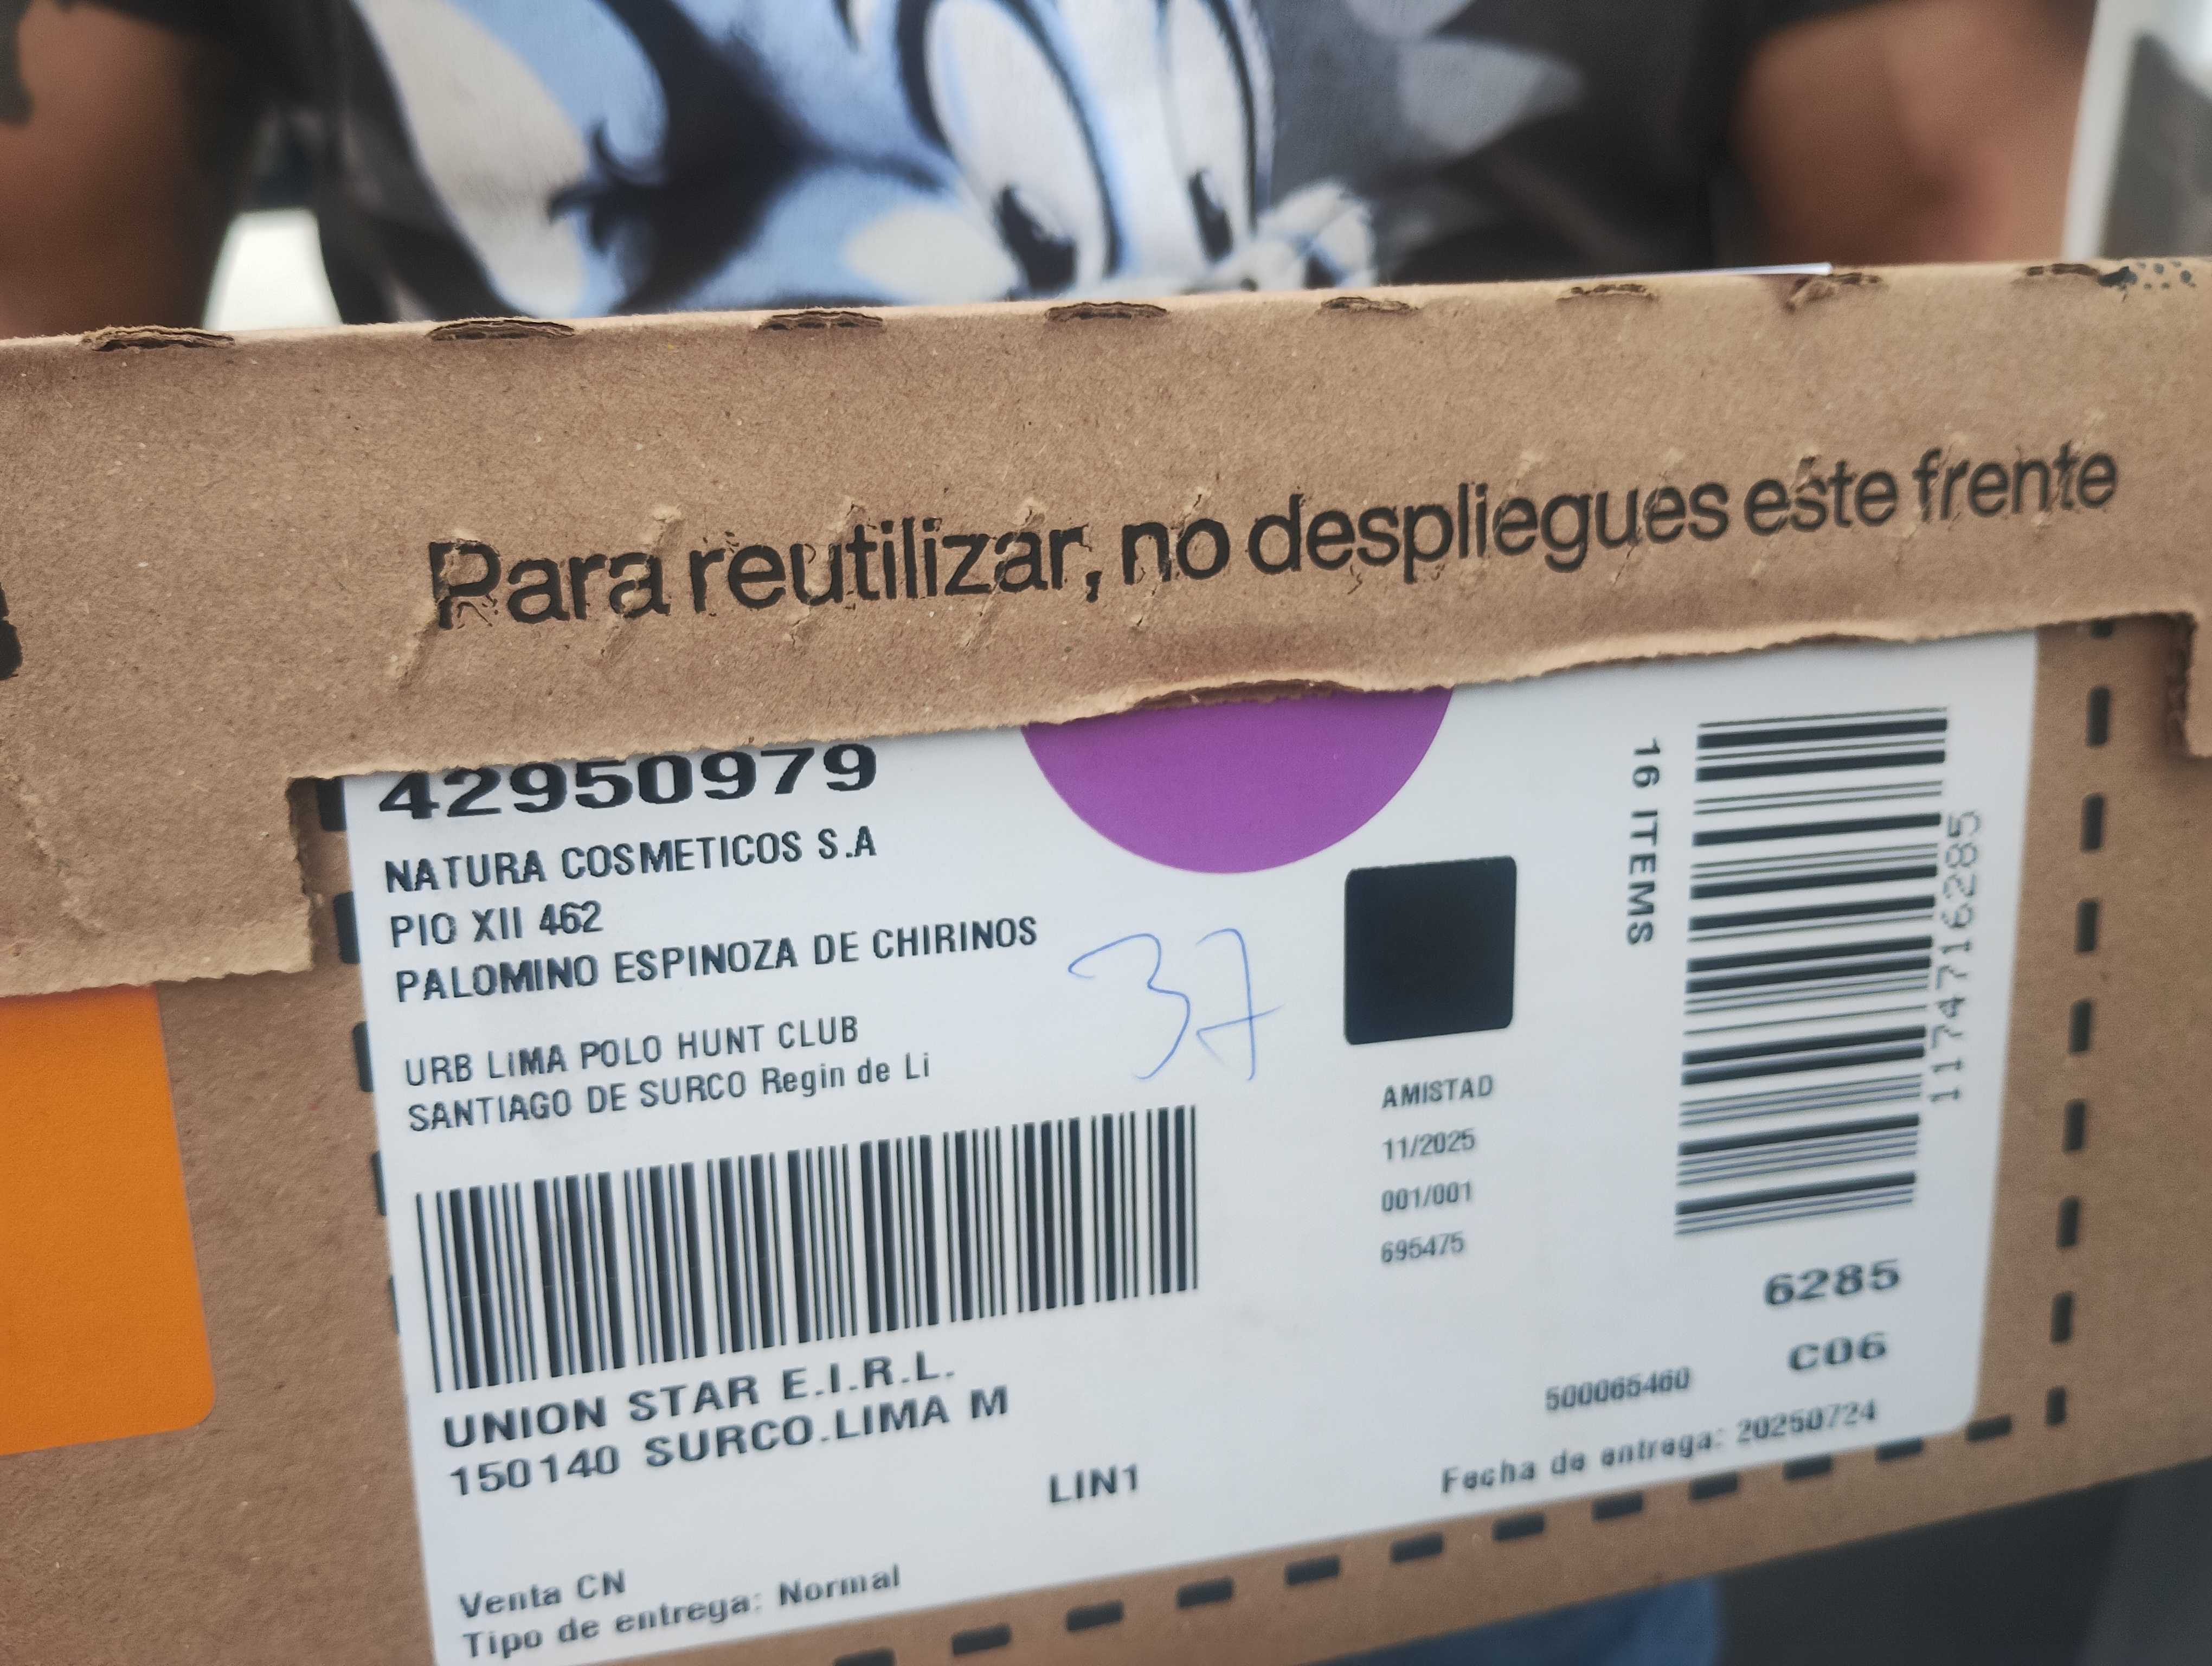 Para reutilizar, no despliegues este frente
42950979
NATURA COSMETICOS S.A
PIO XII 462
PALOMINO ESPINOZA DE CHIRINOS
URB LIMA POLO HUNT CLUB
SANTIAGO DE SURCO Regin de Li
37
UNION STAR E.I.R.L.
150140 SURCO.LIMA M
LIN1
Venta CN
Tipo de entrega: Normal
AMISTAD
11/2025
001/001
695475
16 ITEMS
1174716285
6285
C06
500065460
Fecha de entrega: 20250724